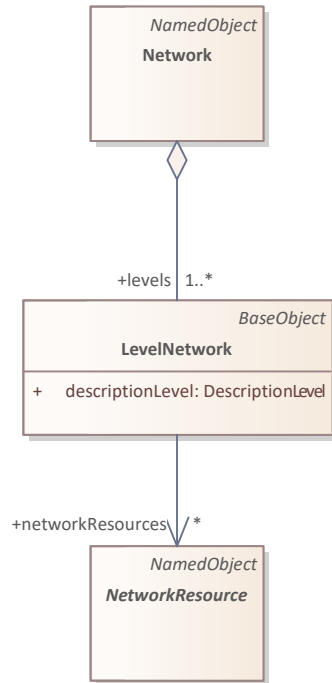 NamedObject
Network
+levels 1..*
BaseObject
LevelNetwork
+ descriptionLevel: DescriptionLevel
+networkResources *
NamedObject
NetworkResource